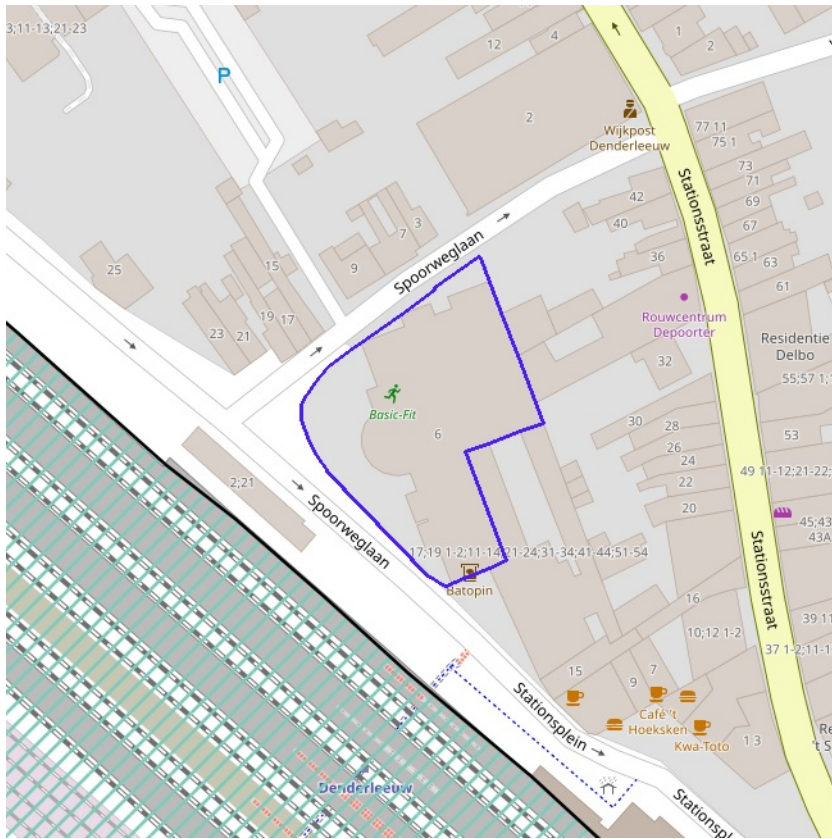 3;11-13;21-23
P
12
4
1
2
2
Wijkpost
Denderleeuw
77 11
75 1
73
71
69
67
65 1
63
61
42
40
36
3
7
9
15
25
Spoorweglaan
Stationsstraat
Rouwcentrum
Depoorter
32
Residentie
Delbo
55;57 1;
23
21
19
17
Basic-Fit
6
30
28
26
24
22
20
53
49 11-12;21-22;
45;43
43A
2;21
Spoorweglaan
17;19 1-2;11-14;21-24;31-34;41-44;51-54
Batopin
Stationsstraat
16
10;12 1-2
39 11
37 1-2;11-1
15
9
7
Café 't
Hoeksken
Kwa-Toto
1 3
Re
't S
Stationsplein
Denderleeuw
Stationsple